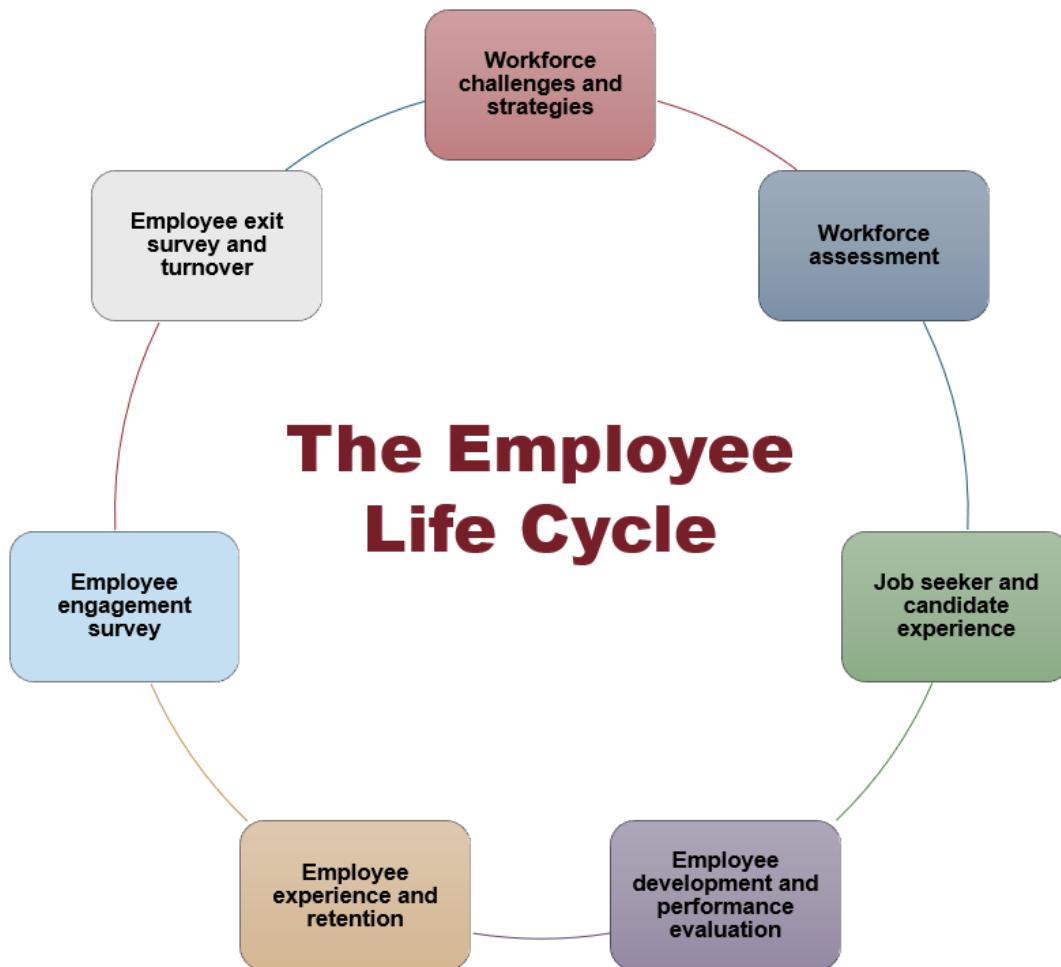 Workforce
challenges and
strategies
Workforce
assessment
Job seeker and
candidate
experience
Employee
development and
performance
evaluation
Employee
experience and
retention
Employee
engagement
survey
Employee exit
survey and
turnover
The Employee
Life Cycle